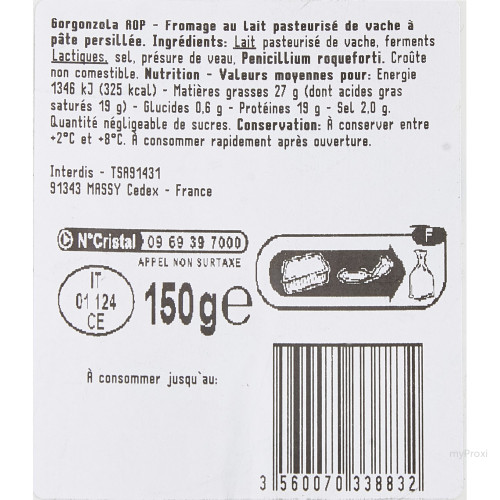 Gorgonzola AOP - Fromage au lait pasteurisé de vache à
pâte persillée. Ingrédients: Lait pasteurisé de vache, ferments
Lactiques, sel, présure de veau, Penicillium roqueforti. Croûte
non comestible. Nutrition - Valeurs moyennes pour: Energie
1346 kJ (325 kcal) - Matières grasses 27 g (dont acides gras
saturés 19 g) - Glucides 0,6 g - Protéines 19 g - Sel 2,0 g.
Quantité négligeable de sucres. Conservation: À conserver entre
+2°C et +8°C. À consommer rapidement après ouverture.
Interdis - TSA91431
91343 MASSY Cedex - France
N°Cristal 09 69 39 7000
APPEL NON SURTAXE
F
IT
01 124
CE
150g e
À consommer jusqu'au:
myProxi
3 560070 338832